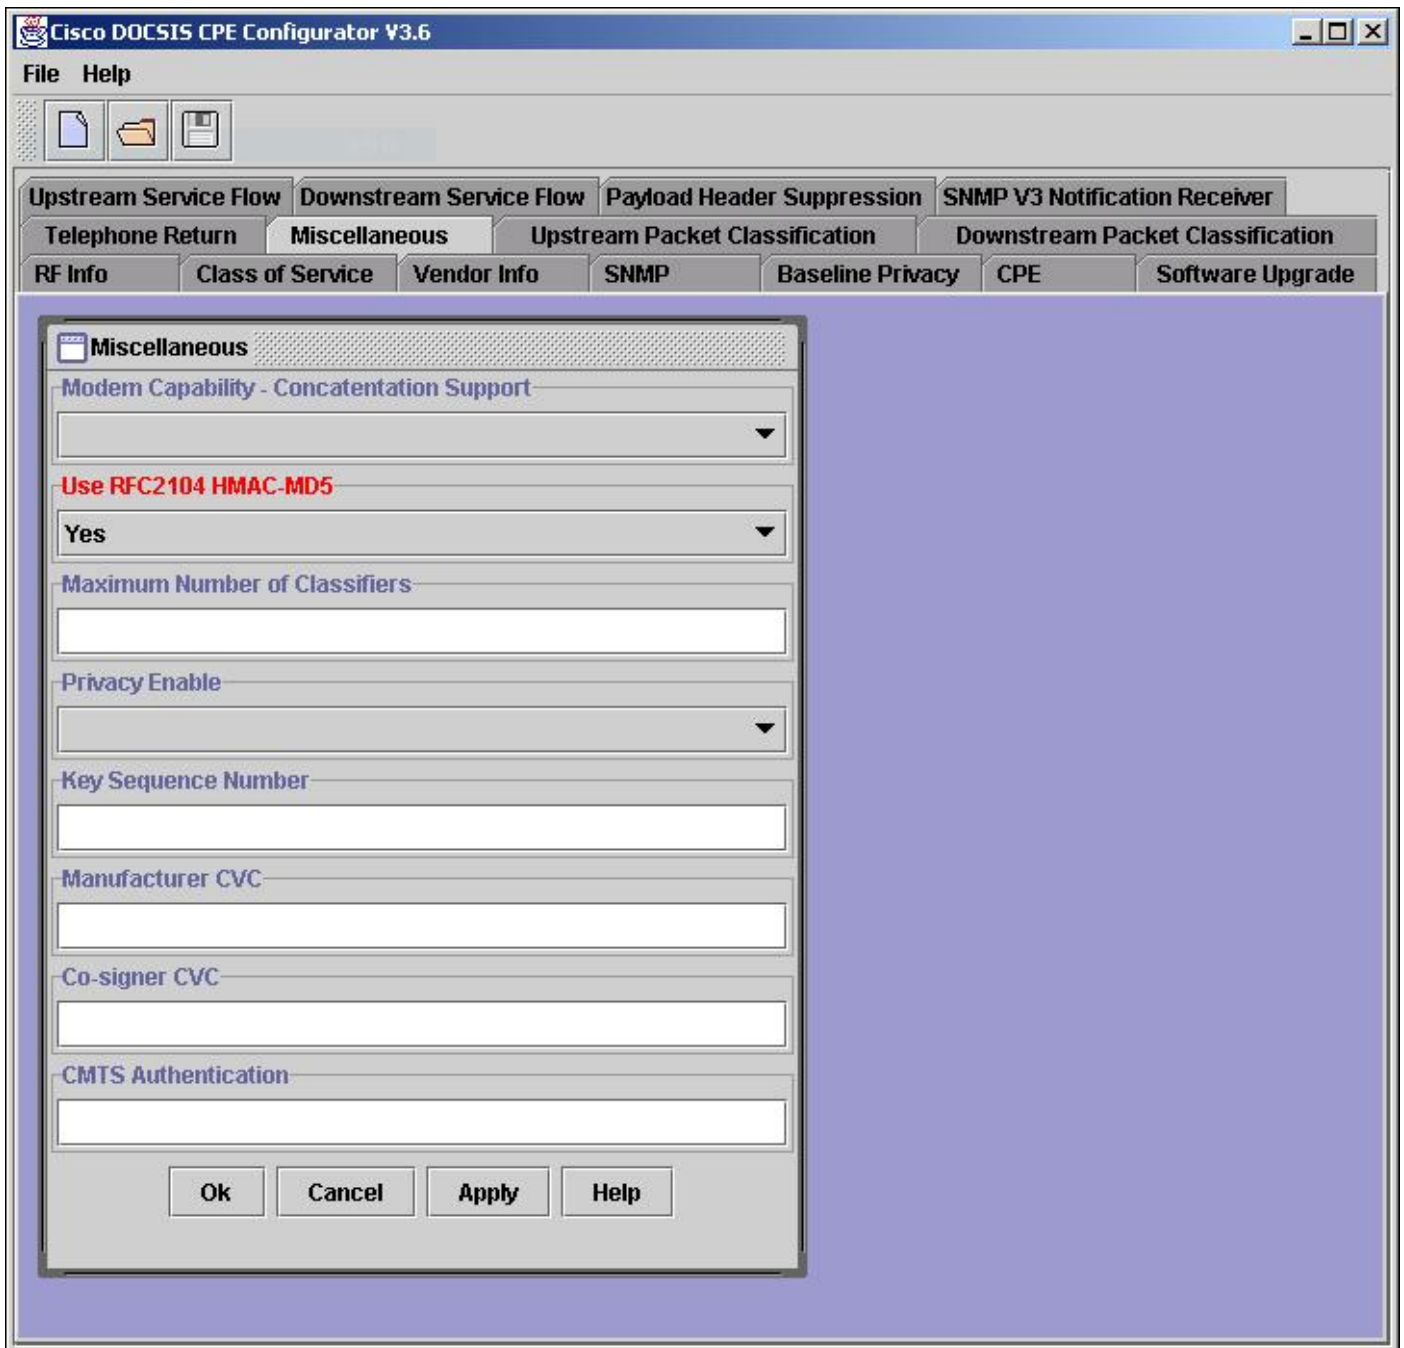 Cisco DOCSIS CPE Configurator V3.6
File Help
Upstream Service Flow Downstream Service Flow Payload Header Suppression SNMP V3 Notification Receiver
Telephone Return Miscellaneous Upstream Packet Classification Downstream Packet Classification
RF Info Class of Service Vendor Info SNMP Baseline Privacy CPE Software Upgrade
Miscellaneous
Modem Capability - Concatentation Support
Use RFC2104 HMAC-MD5
Yes
Maximum Number of Classifiers
Privacy Enable
Key Sequence Number
Manufacturer CVC
Co-signer CVC
CMTS Authentication
Ok Cancel Apply Help